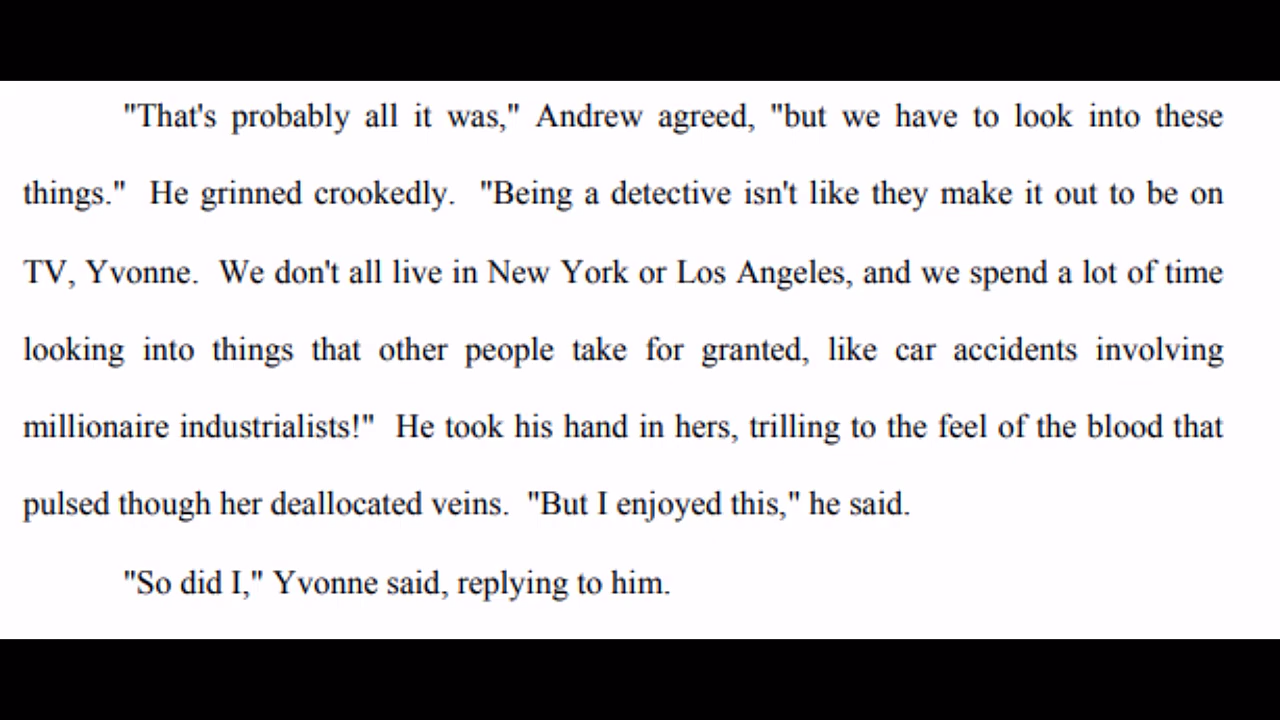 "That's probably all it was," Andrew agreed, "but we have to look into these
things."  He grinned crookedly.  "Being a detective isn't like they make it out to be on
TV, Yvonne.  We don't all live in New York or Los Angeles, and we spend a lot of time
looking into things that other people take for granted, like car accidents involving
millionaire industrialists!"  He took his hand in hers, trilling to the feel of the blood that
pulsed though her deallocated veins.  "But I enjoyed this," he said.
"So did I," Yvonne said, replying to him.